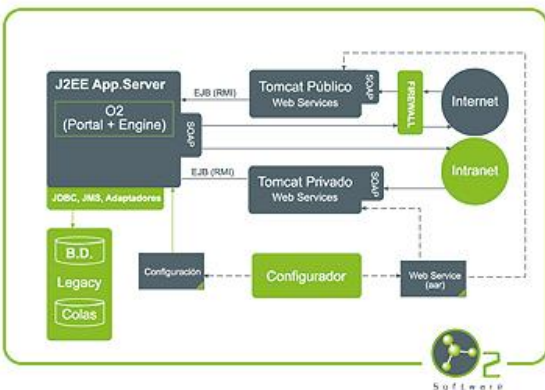 J2EE App.Server
O2
(Portal + Engine)
SOAP
JDBC, JMS, Adaptadores
B.D.
Legacy
Colas
EJB (RMI)
Tomcat Público
Web Services
SOAP
FIREWALL
Internet
Intranet
EJB (RMI)
Tomcat Privado
Web Services
SOAP
Configuración
Configurador
Web Service
(aar)
2
Software